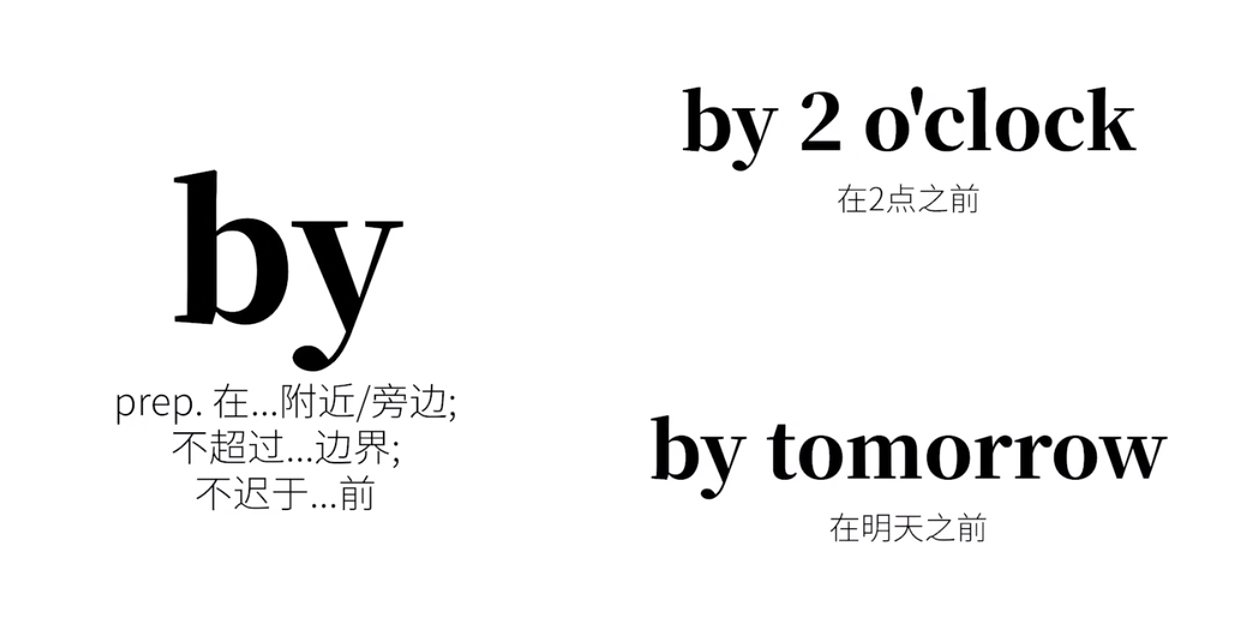 by
prep. 在...附近/旁边;
不超过...边界;
不迟于...前
by 2 o'clock
在2点之前
by tomorrow
在明天之前